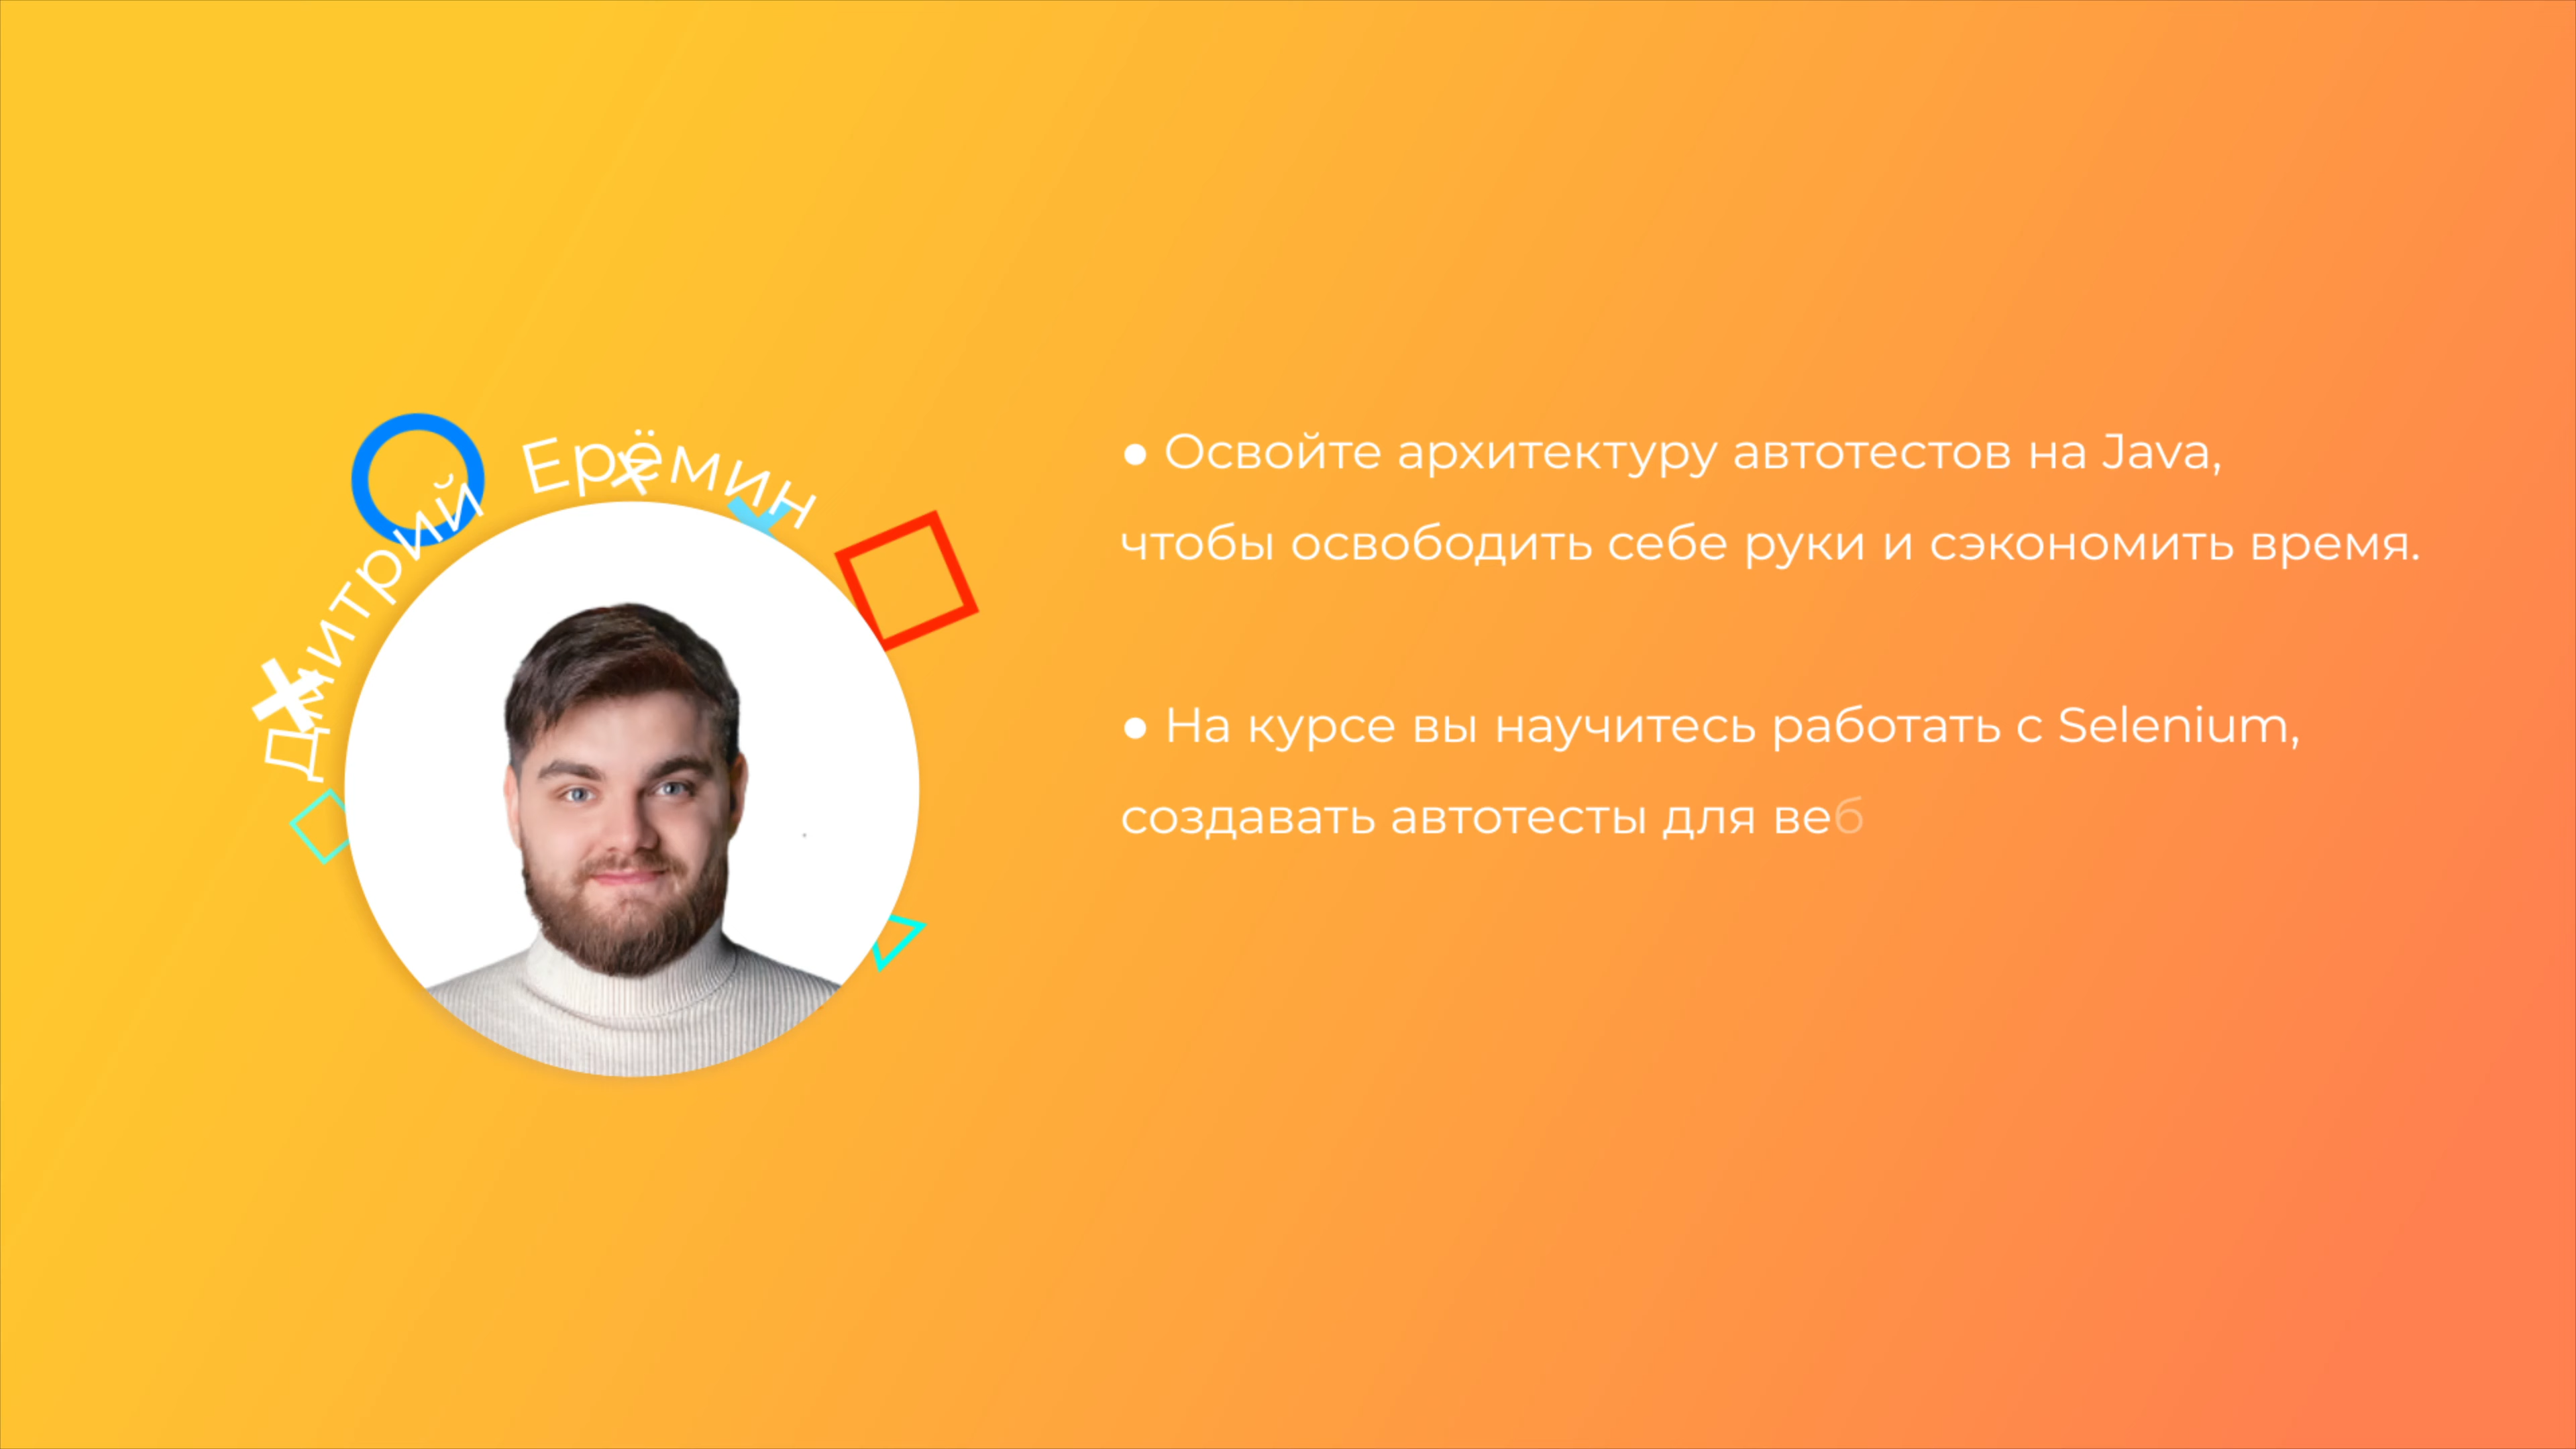 Дмитрий Ерёмин
● Освойте архитектуру автотестов на Java,
чтобы освободить себе руки и сэкономить время.
● На курсе вы научитесь работать с Selenium,
создавать автотесты для веб